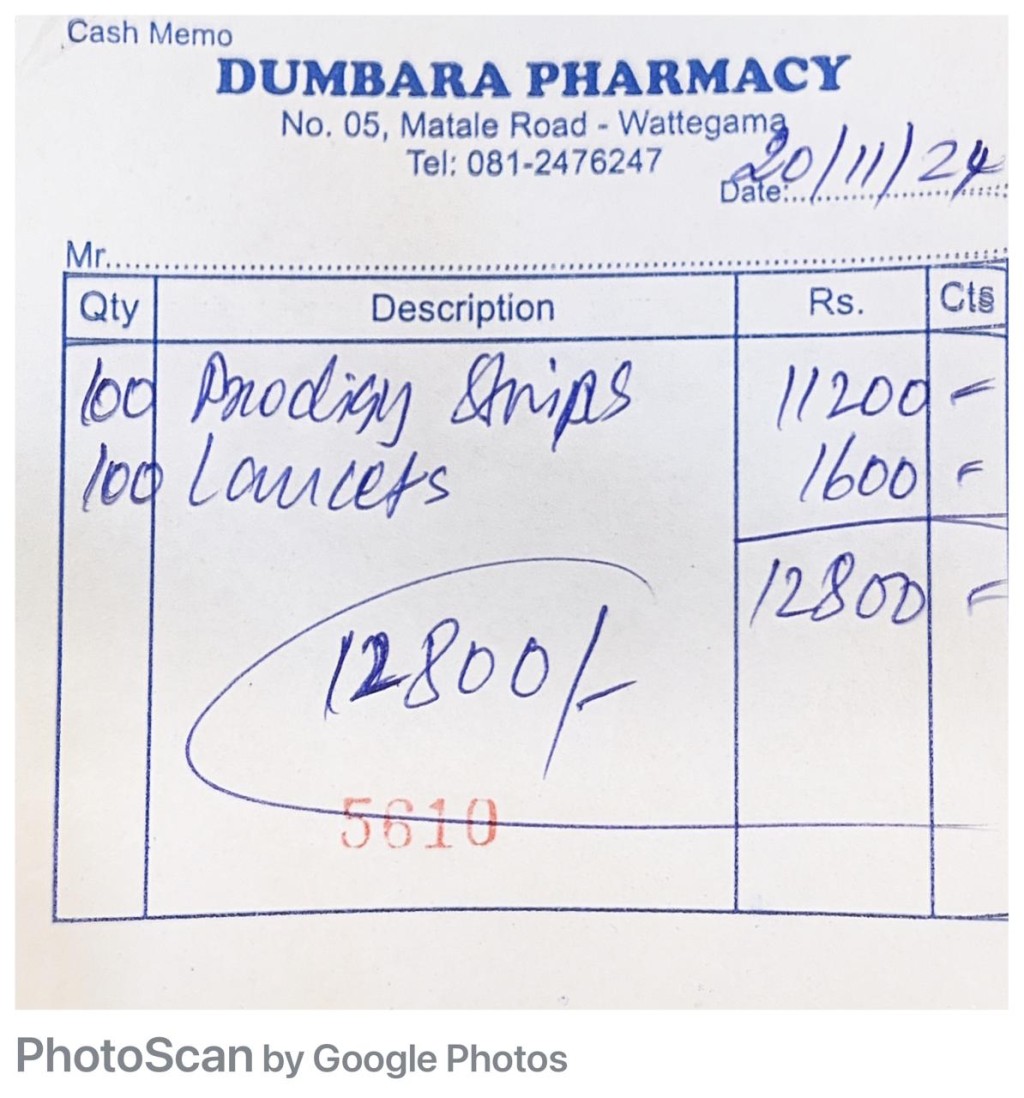 Cash Memo
DUMBARA PHARMACY
No. 05, Matale Road - Wattegama
Tel: 081-2476247
Date:.. 20/11/24
Mr.
Qty Description Rs. Cts
100 Prodigy Strips 11200 -
100 Lancets 1600 -
12800 -
12800/-
5610
PhotoScan by Google Photos